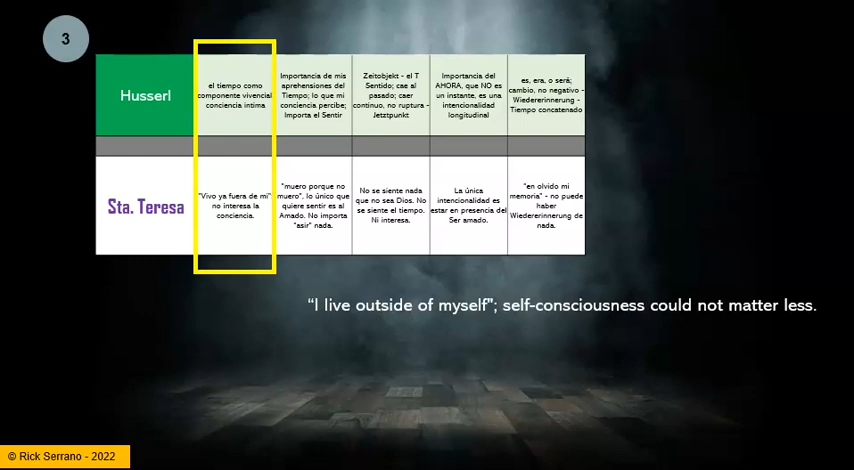 3
Husserl
el tiempo como
componente vivencial
conciencia intima
Importancia de mis
aprehensiones del
Tiempo; lo que mi
conciencia percibe;
Importa el Sentir
Zeitobjekt - el T
Sentido; cae al
pasado; caer
continuo, no ruptura -
Jetztpunkt
Importancia del
AHORA, que NO es
un instante, es una
intencionalidad
longitudinal
es, era, o será;
cambio, no negativo -
Wiedererinnerung -
Tiempo concatenado
Sta. Teresa
"Vivo ya fuera de mi"
no interesa la
conciencia.
"muero porque no
muero", lo único que
quiere sentir es al
Amado. No importa
"asir" nada.
No se siente nada
que no sea Dios. No
se siente el tiempo.
Ni interesa.
La única
intencionalidad es
estar en presencia del
Ser amado.
"en olvido mi
memoria" - no puede
haber
Wiedererinnerung de
nada.
"I live outside of myself"; self-consciousness could not matter less.
© Rick Serrano - 2022